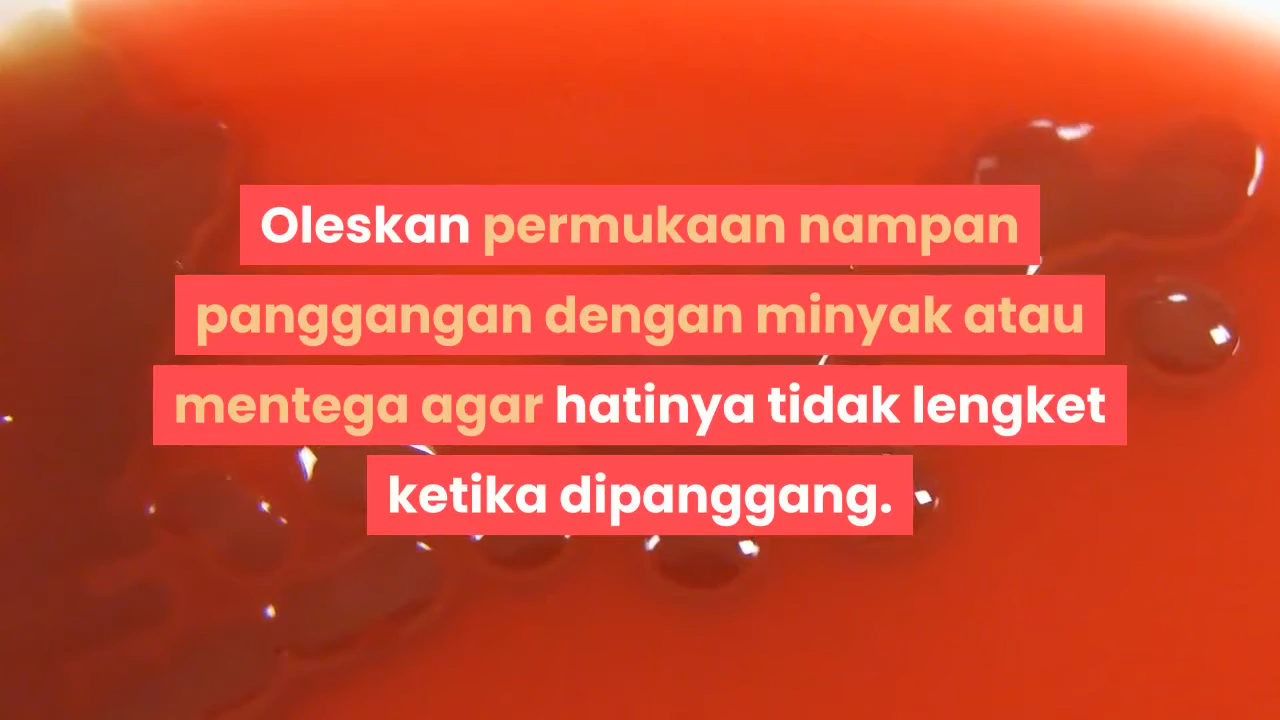 Oleskan permukaan nampan
panggangan dengan minyak atau
mentega agar hatinya tidak lengket
ketika dipanggang.